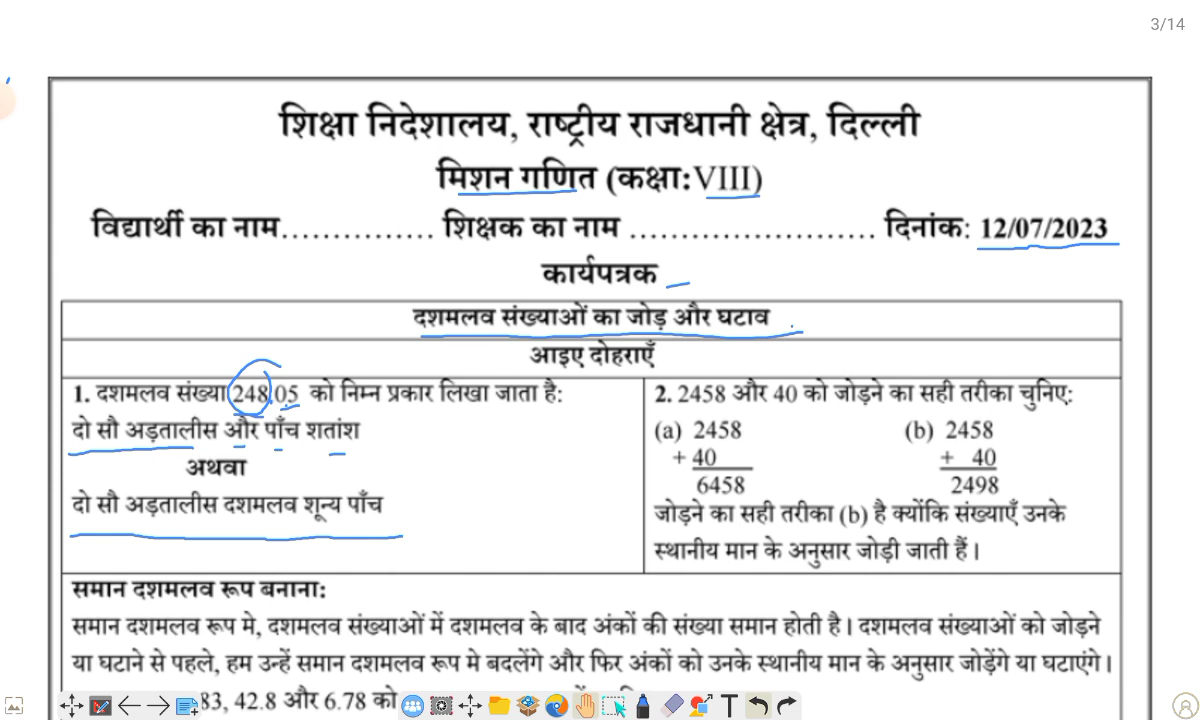 3/14
शिक्षा निदेशालय, राष्ट्रीय राजधानी क्षेत्र, दिल्ली
मिशन गणित (कक्षा: VIII)
विद्यार्थी का नाम............... शिक्षक का नाम ......................... दिनांक: 12/07/2023
कार्यपत्रक
दशमलव संख्याओं का जोड़ और घटाव
आइए दोहराएँ
1. दशमलव संख्या 248.05 को निम्न प्रकार लिखा जाता है:
दो सौ अड़तालीस और पाँच शतांश
अथवा
दो सौ अड़तालीस दशमलव शून्य पाँच
2. 2458 और 40 को जोड़ने का सही तरीका चुनिए:
(a) 2458 (b) 2458
+ 40 + 40
6458 2498
जोड़ने का सही तरीका (b) है क्योंकि संख्याएँ उनके
स्थानीय मान के अनुसार जोड़ी जाती हैं।
समान दशमलव रूप बनाना:
समान दशमलव रूप मे, दशमलव संख्याओं में दशमलव के बाद अंकों की संख्या समान होती है। दशमलव संख्याओं को जोड़ने
या घटाने से पहले, हम उन्हें समान दशमलव रूप मे बदलेंगे और फिर अंकों को उनके स्थानीय मान के अनुसार जोड़ेंगे या घटाएंगे।
83, 42.8 और 6.78 को